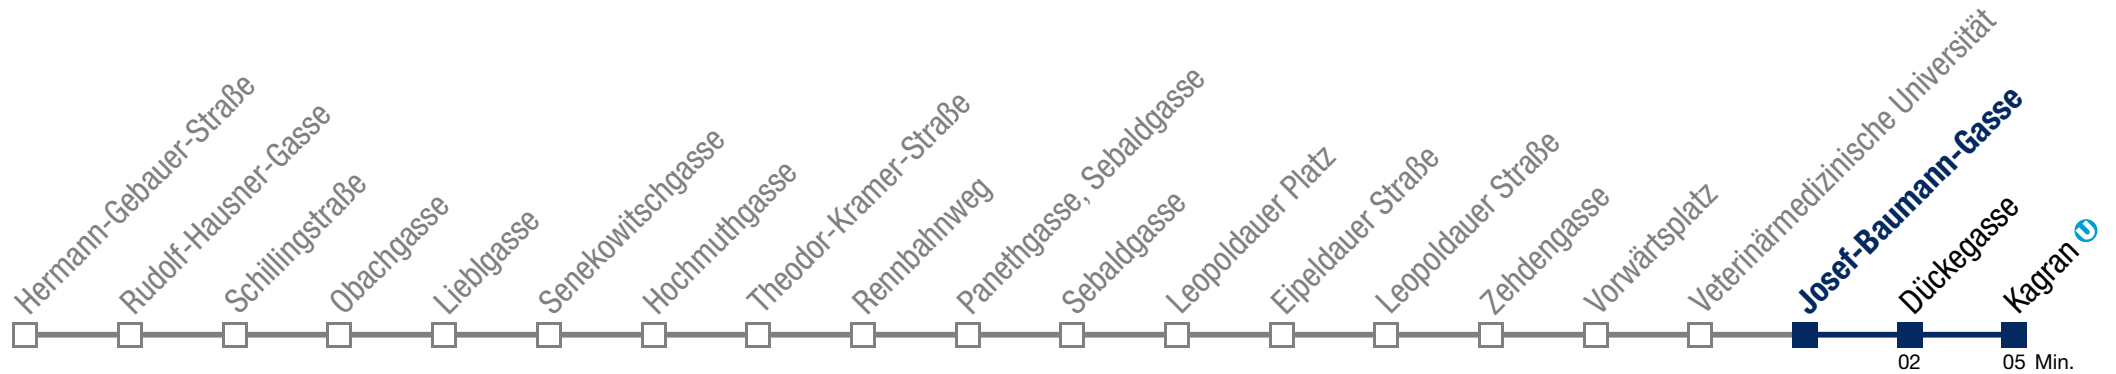 Hermann-Gebauer-Straße
Rudolf-Hausner-Gasse
Schillingstraße
Obachgasse
Lieblgasse
Senekowitschgasse
Hochmuthgasse
Theodor-Kramer-Straße
Rennbahnweg
Panethgasse, Sebaldgasse
Sebaldgasse
Leopoldauer Platz
Eipeldauer Straße
Leopoldauer Straße
Zehdengasse
Vorwärtsplatz
Veterinärmedizinische Universität
Josef-Baumann-Gasse
Dückegasse
Kagran U
02 05 Min.